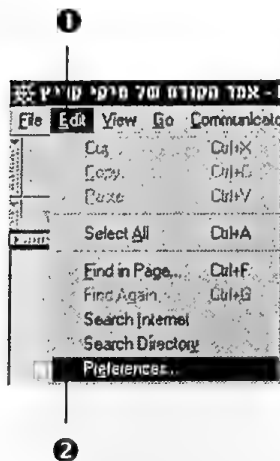 1
File Edit View Go Communicato
Cut Ctrl+X
Copy Ctrl+C
Paste Ctrl+V
Select All Ctrl+A
Find in Page... Ctrl+F
Find Again Ctrl+G
Search Internet
Search Directory
Preferences...
2